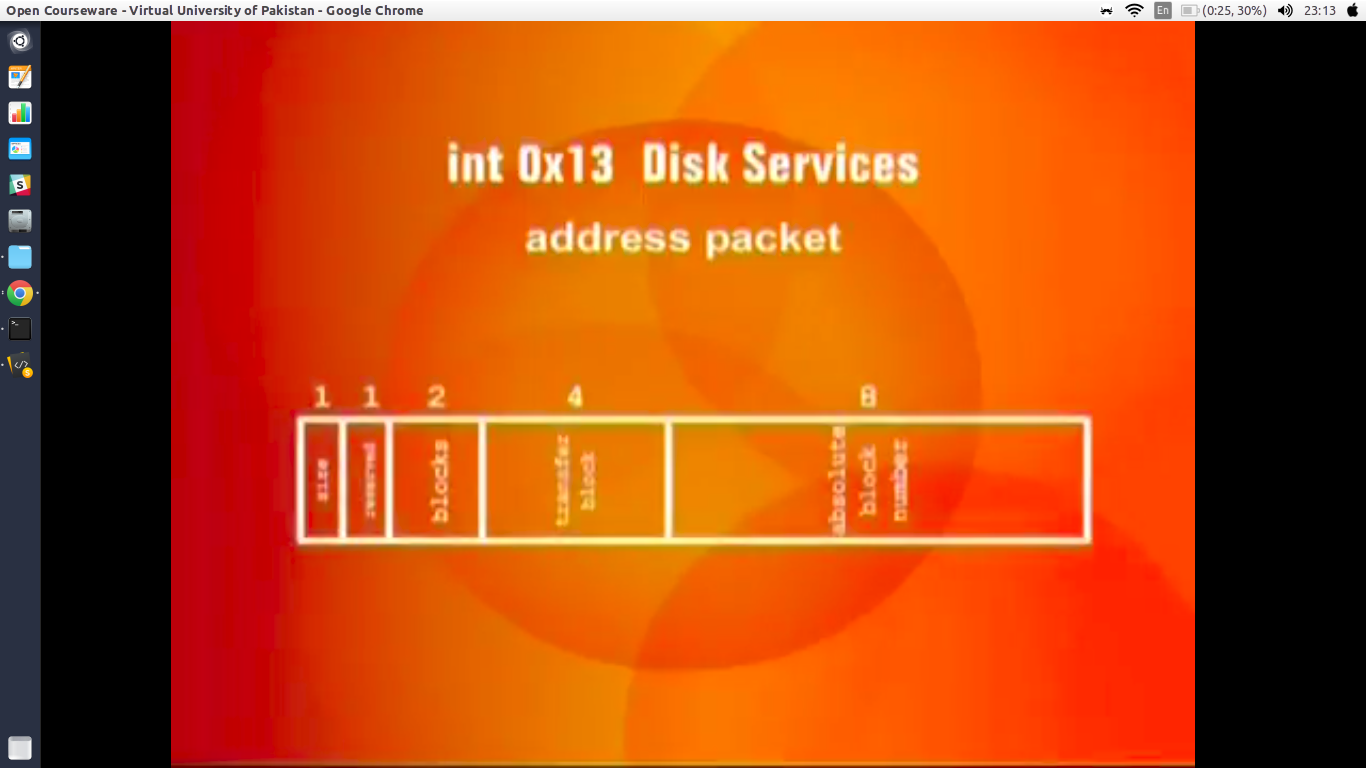 Open Courseware - Virtual University of Pakistan - Google Chrome
En
(0:25, 30%)
23:13
int 0x13 Disk Services
address packet
1 1 2 4 8
size
reserved
blocks
transfer
block
absolute
block
number